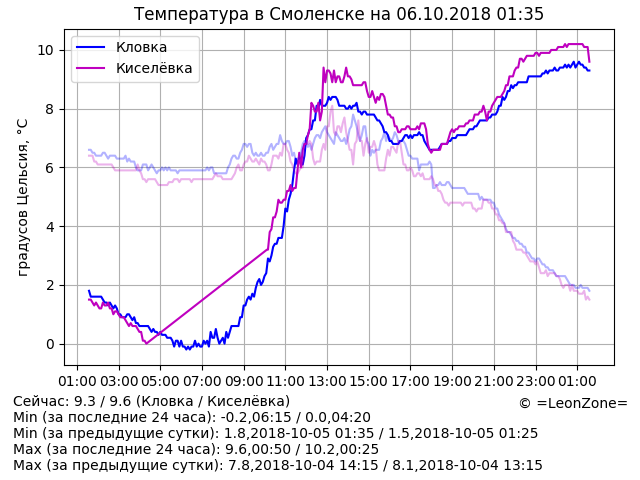 Температура в Смоленске на 06.10.2018 01:35
Кловка
Киселёвка
градусов Цельсия, °C
10
8
6
4
2
0
01:00 03:00 05:00 07:00 09:00 11:00 13:00 15:00 17:00 19:00 21:00 23:00 01:00
Сейчас: 9.3 / 9.6 (Кловка / Киселёвка)
© =LeonZone=
Min (за последние 24 часа): -0.2,06:15 / 0.0,04:20
Min (за предыдущие сутки): 1.8,2018-10-05 01:35 / 1.5,2018-10-05 01:25
Max (за последние 24 часа): 9.6,00:50 / 10.2,00:25
Max (за предыдущие сутки): 7.8,2018-10-04 14:15 / 8.1,2018-10-04 13:15